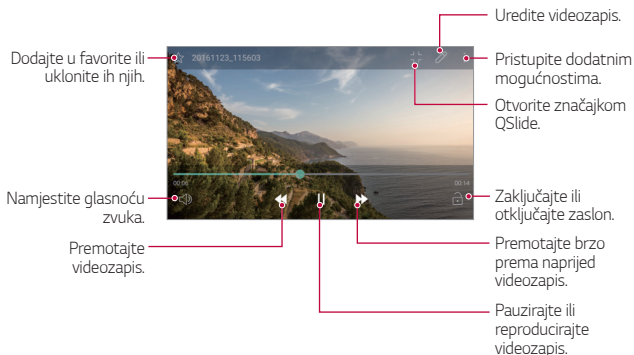 Uredite videozapis.
Dodajte u favorite ili
uklonite ih njih.
20161123_115603
Pristupite dodatnim
mogućnostima.
Otvorite značajkom
QSlide.
00:06
00:14
Namjestite glasnoću
zvuka.
Zaključajte ili
otključajte zaslon.
Premotajte
videozapis.
Premotajte brzo
prema naprijed
videozapis.
Pauzirajte ili
reproducirajte
videozapis.